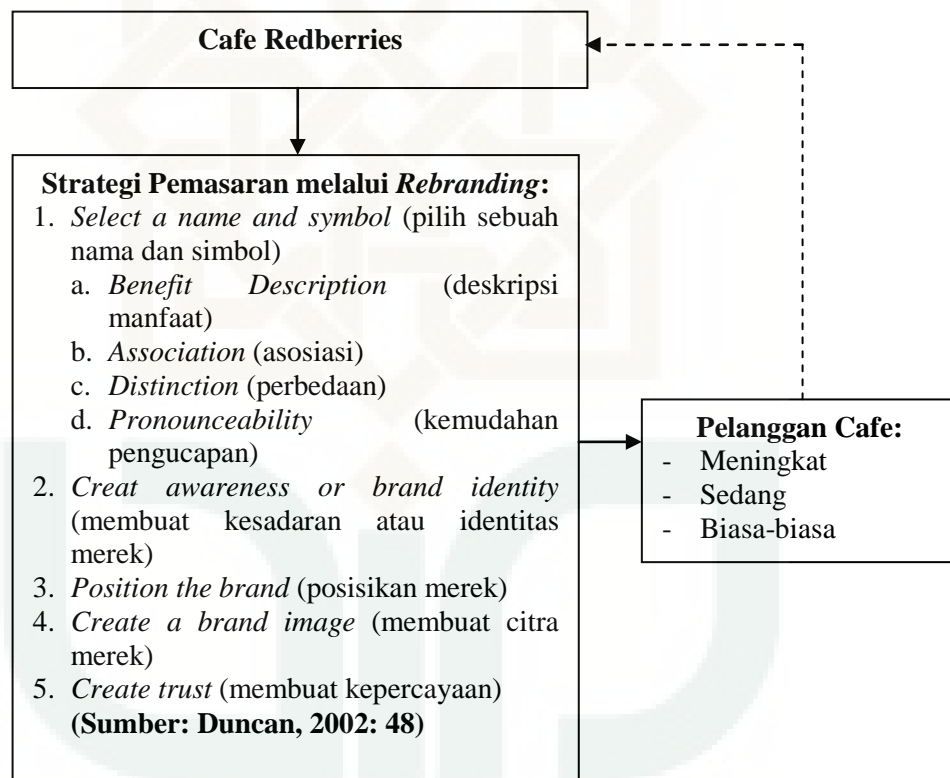 Cafe Redberries
Strategi Pemasaran melalui Rebranding:
1. Select a name and symbol (pilih sebuah
nama dan simbol)
a. Benefit Description (deskripsi
manfaat)
b. Association (asosiasi)
c. Distinction (perbedaan)
d. Pronounceability (kemudahan
pengucapan)
2. Creat awareness or brand identity
(membuat kesadaran atau identitas
merek)
3. Position the brand (posisikan merek)
4. Create a brand image (membuat citra
merek)
5. Create trust (membuat kepercayaan)
(Sumber: Duncan, 2002: 48)
Pelanggan Cafe:
- Meningkat
- Sedang
- Biasa-biasa